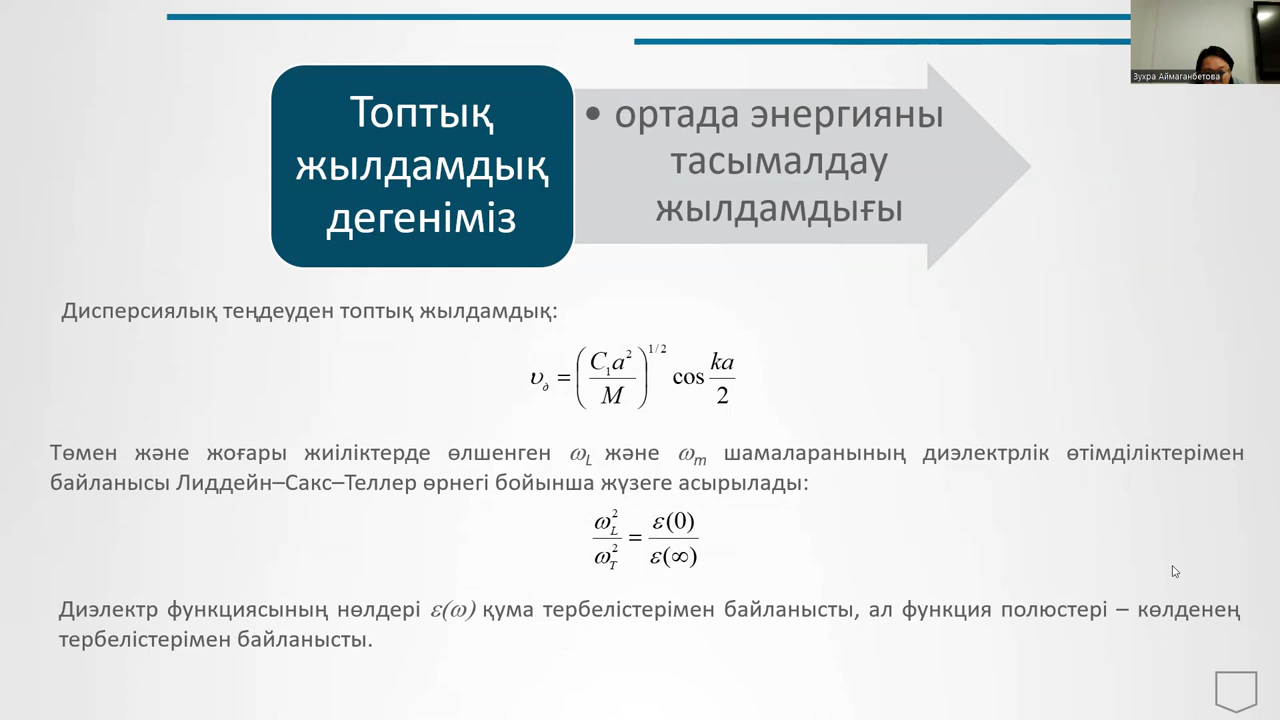 Зухра Аймаганбетова
Топтық
жылдамдық
дегеніміз
• ортада энергияны
тасымалдау
жылдамдығы
Дисперсиялық теңдеуден топтық жылдамдық:
υ_д = (C₁a²/M)^{1/2} cos ka/2
Төмен және жоғары жиіліктерде өлшенген ω_L және ω_m шамаларанының диэлектрлік өтімділіктерімен
байланысы Лиддейн–Сакс–Теллер өрнегі бойынша жүзеге асырылады:
ω_L²/ω_T² = ε(0)/ε(∞)
Диэлектр функциясының нөлдері ε(ω) қума тербелістерімен байланысты, ал функция полюстері – көлденең
тербелістерімен байланысты.